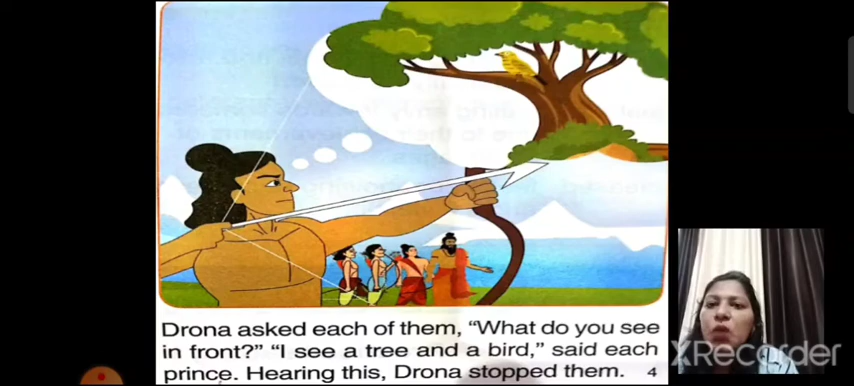 Drona asked each of them, “What do you see
in front?” “I see a tree and a bird,” said each
prince. Hearing this, Drona stopped them. 4
XRecorder